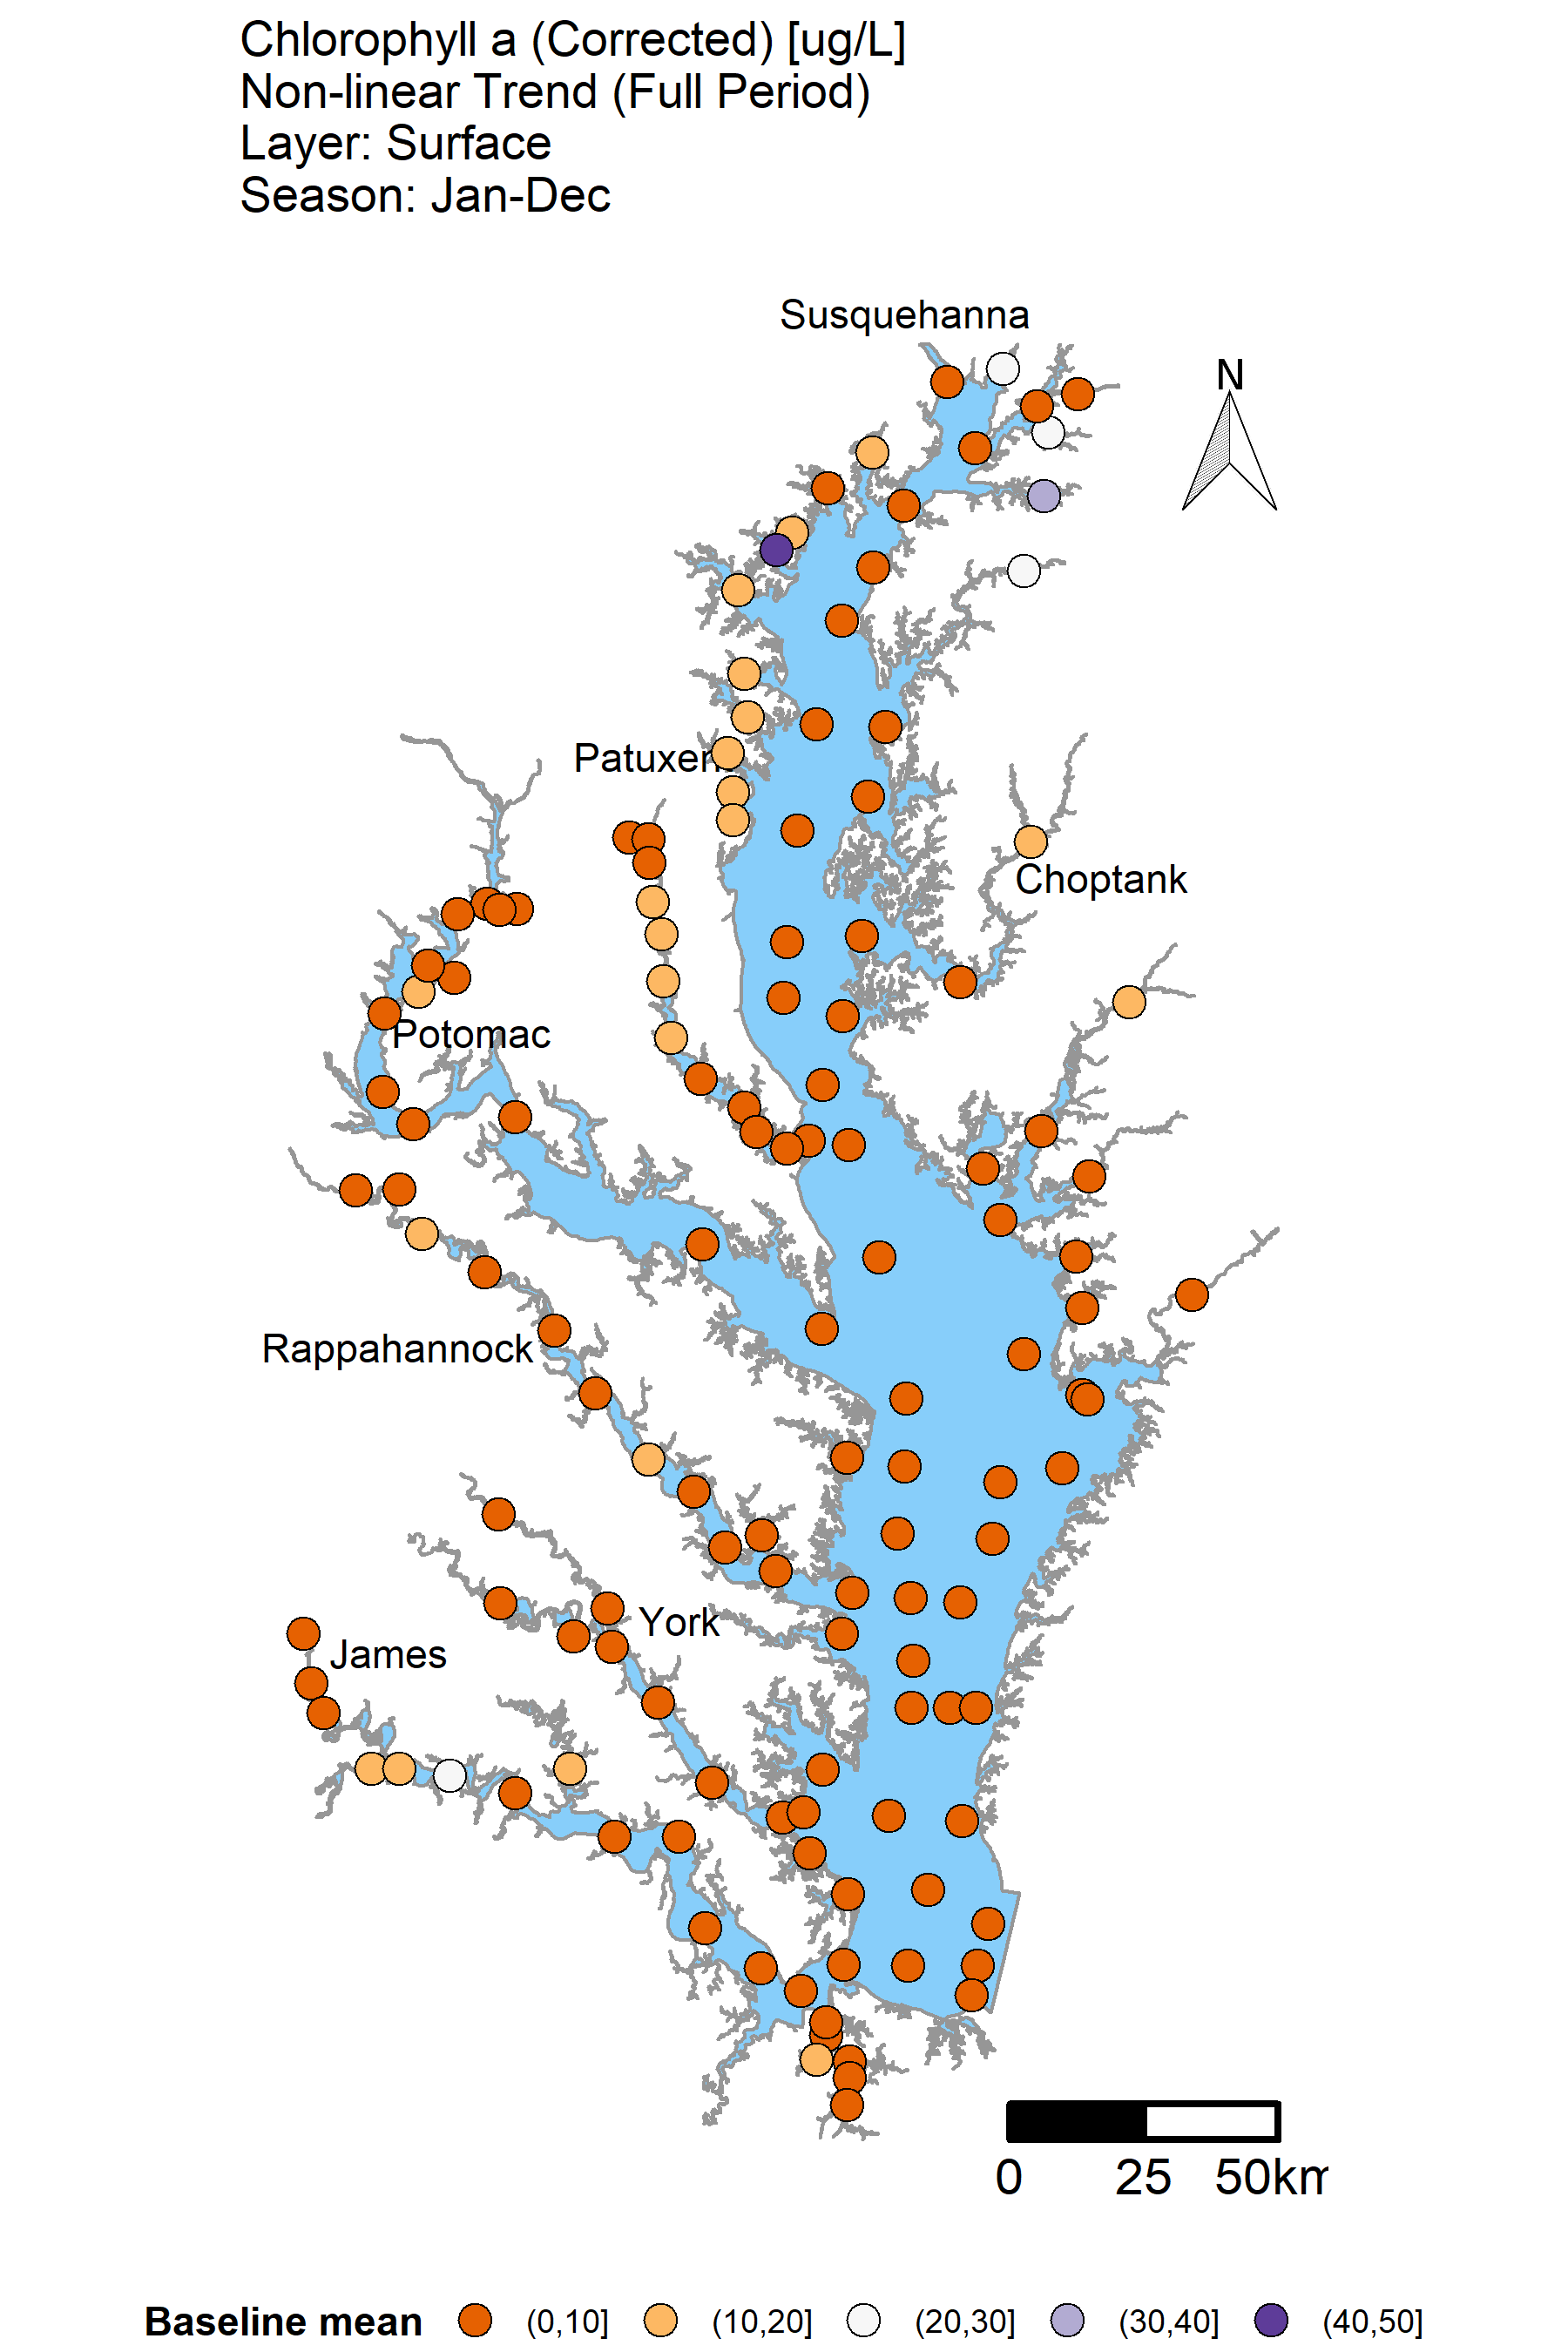 Chlorophyll a (Corrected) [ug/L]
Non-linear Trend (Full Period)
Layer: Surface
Season: Jan-Dec
Susquehanna
N
Patuxen
Choptank
Potomac
Rappahannock
York
James
0 25 50km
Baseline mean (0,10] (10,20] (20,30] (30,40] (40,50]